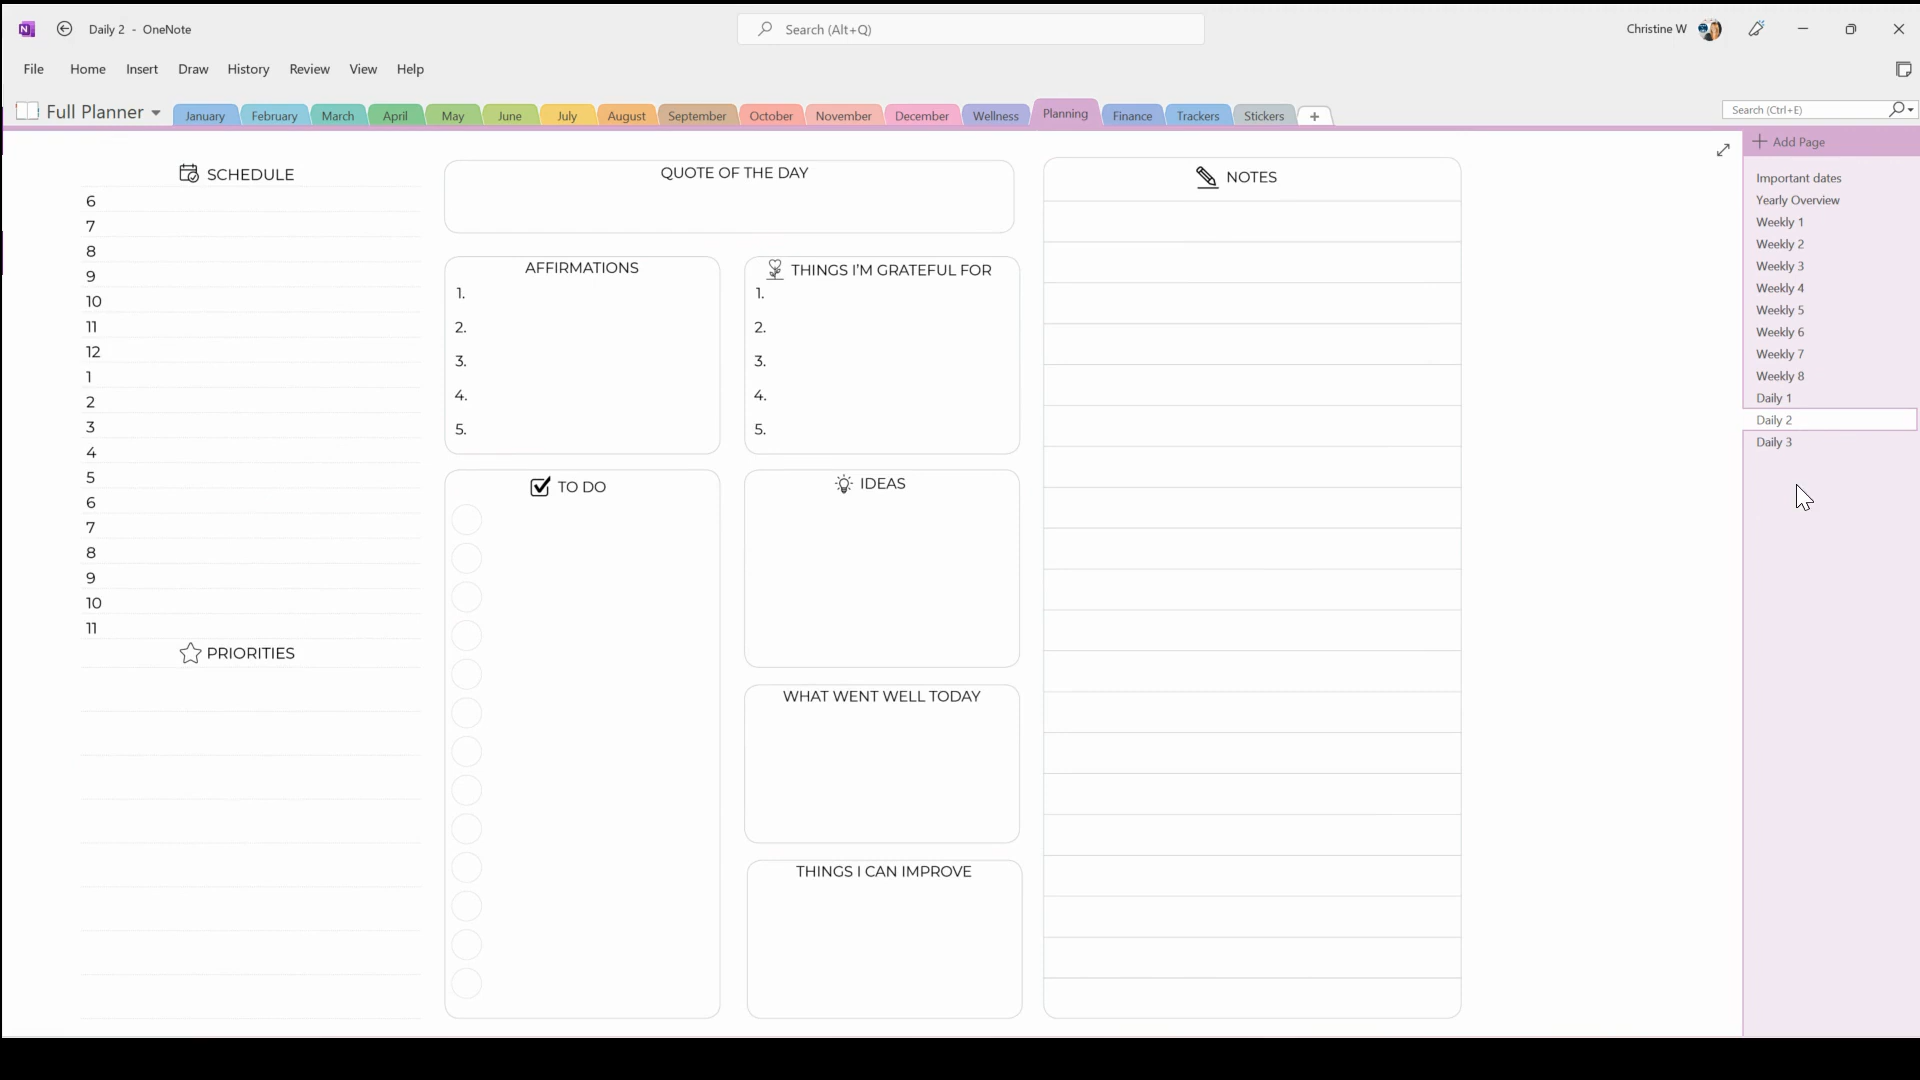 Daily 2 - OneNote
Search (Alt+Q)
Christine W
File Home Insert Draw History Review View Help
Full Planner
January February March April May June July August September October November December Wellness Planning Finance Trackers Stickers +
Search (Ctrl+E)
Add Page
Important dates
Yearly Overview
Weekly 1
Weekly 2
Weekly 3
Weekly 4
Weekly 5
Weekly 6
Weekly 7
Weekly 8
Daily 1
Daily 2
Daily 3
SCHEDULE
6
7
8
9
10
11
12
1
2
3
4
5
6
7
8
9
10
11
PRIORITIES
QUOTE OF THE DAY
AFFIRMATIONS
1.
2.
3.
4.
5.
THINGS I'M GRATEFUL FOR
1.
2.
3.
4.
5.
TO DO
IDEAS
WHAT WENT WELL TODAY
THINGS I CAN IMPROVE
NOTES